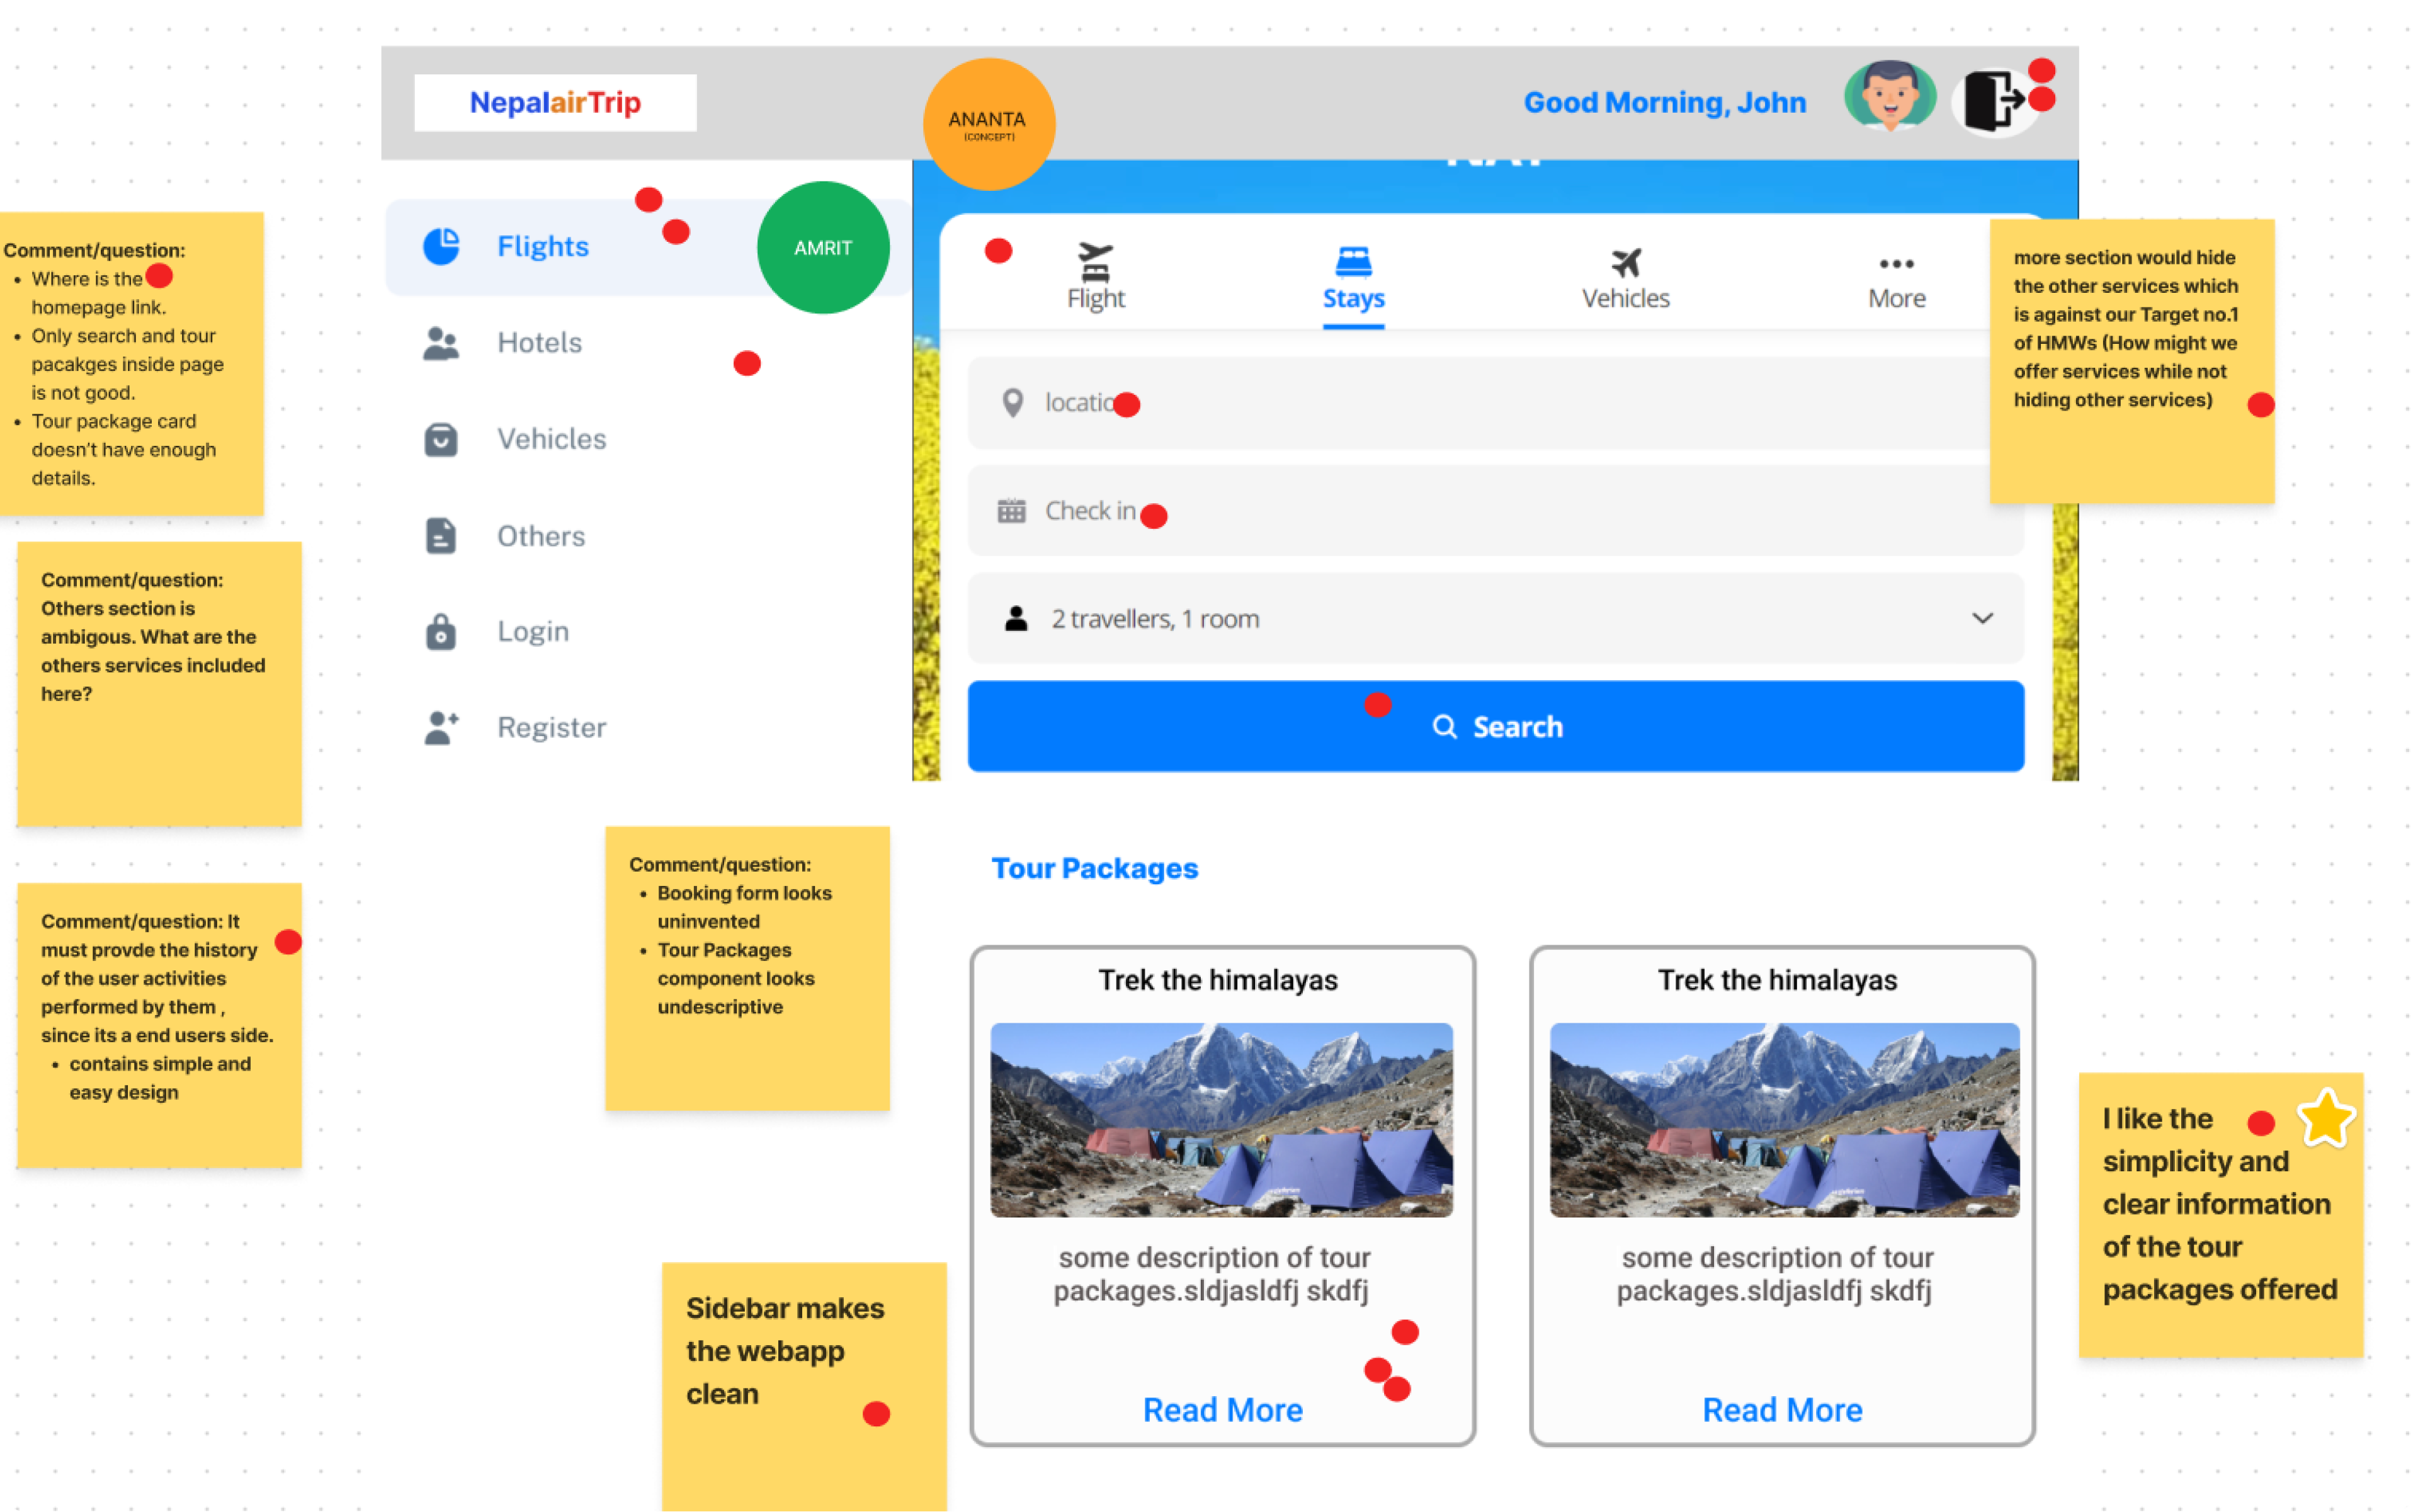 NepalairTrip
ANANTA
(CONCEPT)
Good Morning, John
Comment/question:
• Where is the
homepage link.
• Only search and tour
pacakges inside page
is not good.
• Tour package card
doesn't have enough
details.
Comment/question:
Others section is
ambigous. What are the
others services included
here?
Comment/question: It
must provde the history
of the user activities
performed by them ,
since its a end users side.
• contains simple and
easy design
Flights
AMRIT
Hotels
Vehicles
Others
Login
Register
Flight
Stays
Vehicles
More
Check in
2 travellers, 1 room
Search
more section would hide
the other services which
is against our Target no.1
of HMWs (How might we
offer services while not
hiding other services)
Comment/question:
• Booking form looks
uninvented
• Tour Packages
component looks
undescriptive
Sidebar makes
the webapp
clean
Tour Packages
Trek the himalayas
some description of tour
packages.sldjasldfj skdfj
Read More
Trek the himalayas
some description of tour
packages.sldjasldfj skdfj
Read More
I like the
simplicity and
clear information
of the tour
packages offered